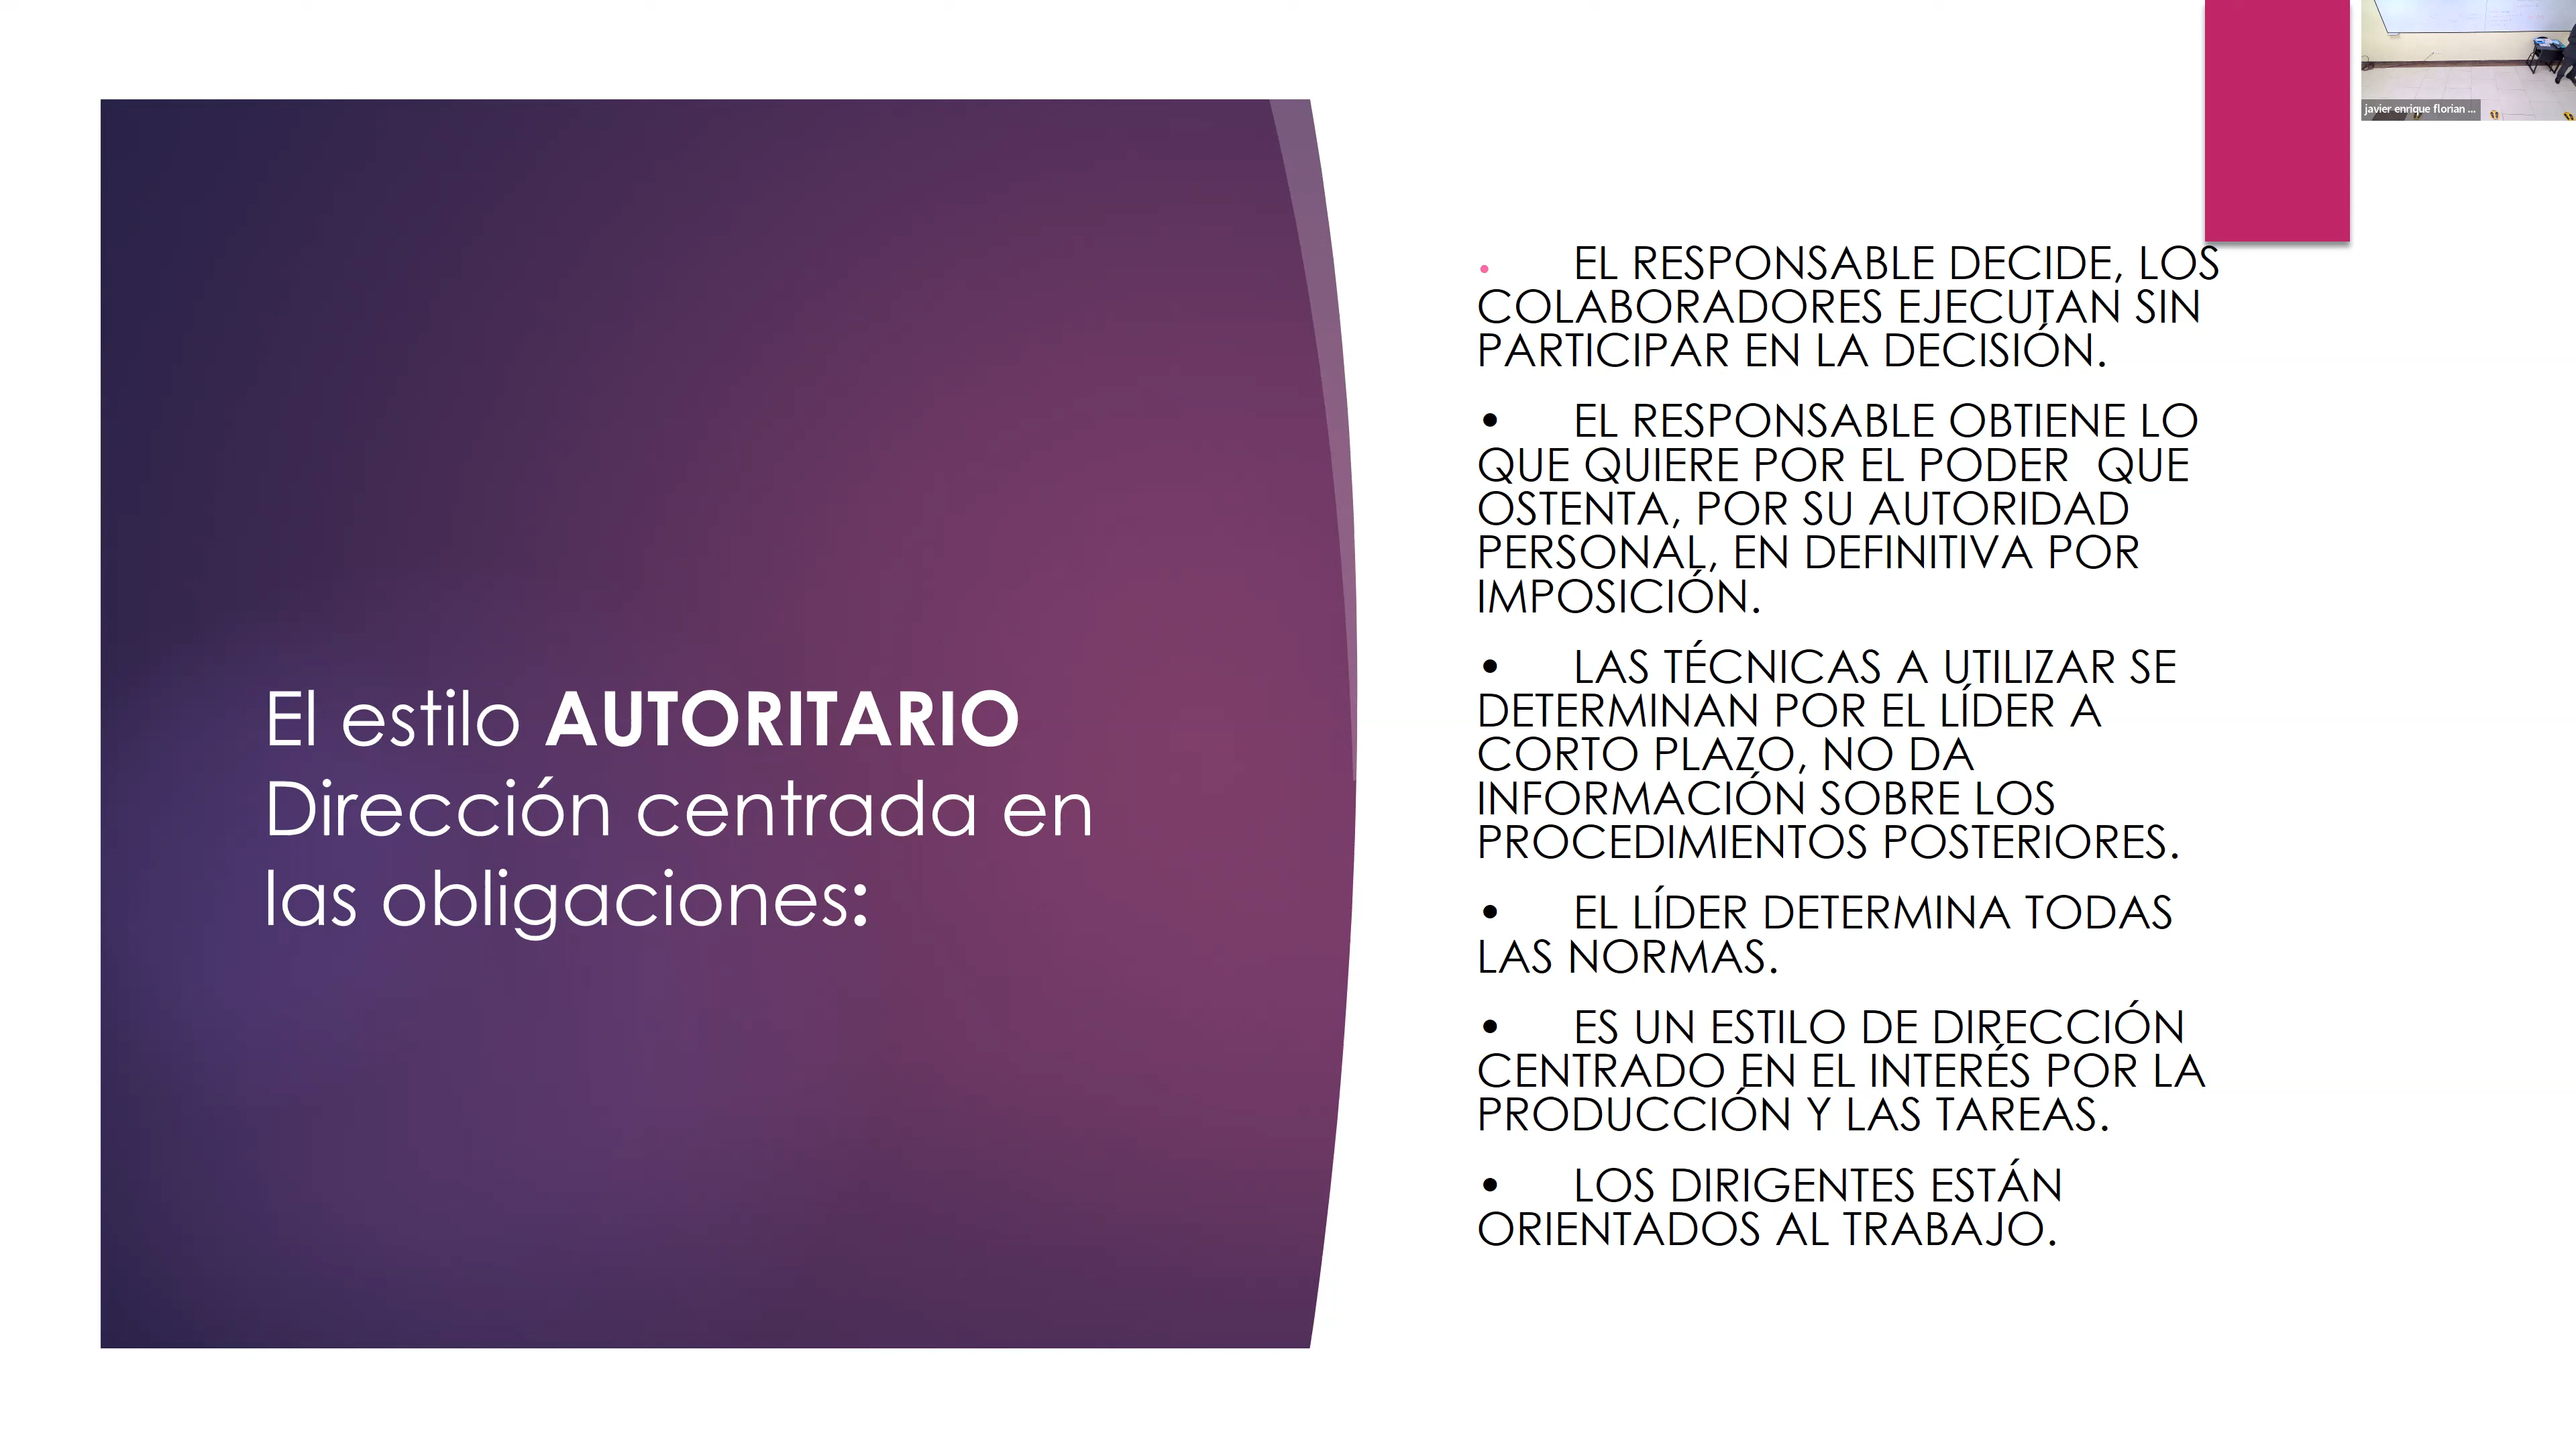 El estilo AUTORITARIO
Dirección centrada en
las obligaciones:
• EL RESPONSABLE DECIDE, LOS
COLABORADORES EJECUTAN SIN
PARTICIPAR EN LA DECISIÓN.
• EL RESPONSABLE OBTIENE LO
QUE QUIERE POR EL PODER  QUE
OSTENTA, POR SU AUTORIDAD
PERSONAL, EN DEFINITIVA POR
IMPOSICIÓN.
• LAS TÉCNICAS A UTILIZAR SE
DETERMINAN POR EL LÍDER A
CORTO PLAZO, NO DA
INFORMACIÓN SOBRE LOS
PROCEDIMIENTOS POSTERIORES.
• EL LÍDER DETERMINA TODAS
LAS NORMAS.
• ES UN ESTILO DE DIRECCIÓN
CENTRADO EN EL INTERÉS POR LA
PRODUCCIÓN Y LAS TAREAS.
• LOS DIRIGENTES ESTÁN
ORIENTADOS AL TRABAJO.
javier enrique florian ...